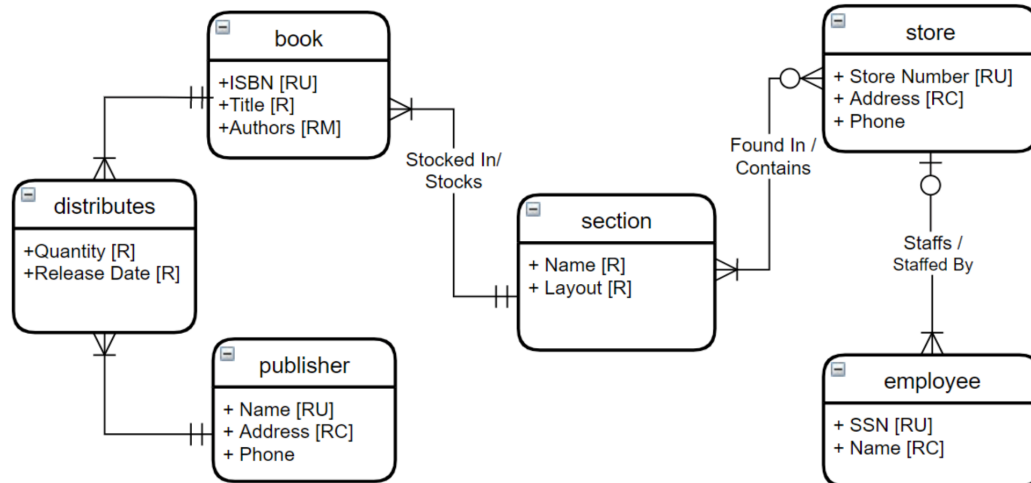 book
+ISBN [RU]
+Title [R]
+Authors [RM]
store
+ Store Number [RU]
+ Address [RC]
+ Phone
Stocked In/
Stocks
Found In /
Contains
distributes
+Quantity [R]
+Release Date [R]
section
+ Name [R]
+ Layout [R]
Staffs /
Staffed By
publisher
+ Name [RU]
+ Address [RC]
+ Phone
employee
+ SSN [RU]
+ Name [RC]